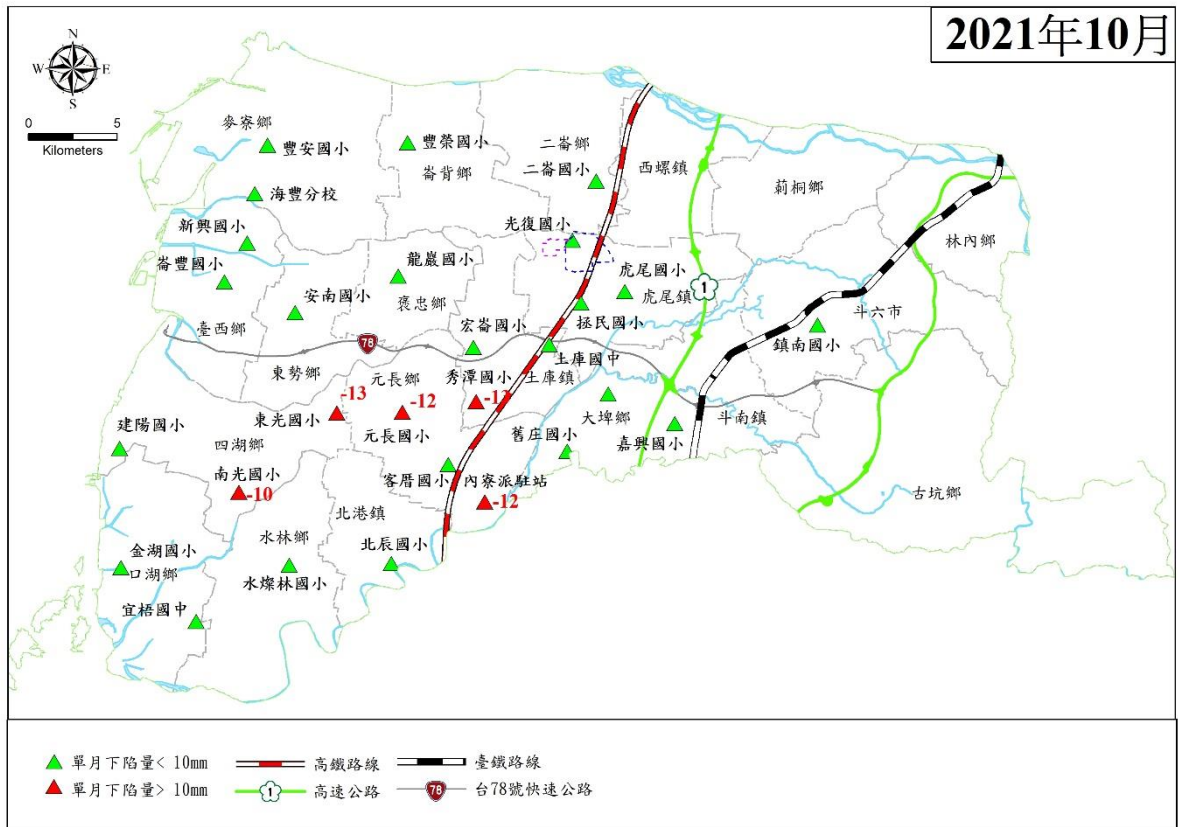 2021年10月
N
W
E
S
0
5
Kilometers
麥寮鄉
豐安國小
豐榮國小
崙背鄉
二崙鄉
二崙國小
西螺鎮
莿桐鄉
海豐分校
新興國小
光復國小
林內鄉
崙豐國小
龍巖國小
虎尾國小
褒忠鄉
虎尾鎮
1
安南國小
拯民國小
斗六市
臺西鄉
宏崙國小
鎮南國小
78
土庫國中
東勢鄉
元長鄉
秀潭國小
土庫鎮
-13
-12
大埤鄉
斗南鎮
東光國小
建陽國小
四湖鄉
元長國小
舊庄國小
嘉興國小
南光國小
客厝國小
內寮派駐站
-10
-12
古坑鄉
北港鎮
水林鄉
北辰國小
金湖國小
口湖鄉
水燦林國小
宜梧國中
單月下陷量< 10mm
高鐵路線
臺鐵路線
單月下陷量> 10mm
1
高速公路
78
台78號快速公路